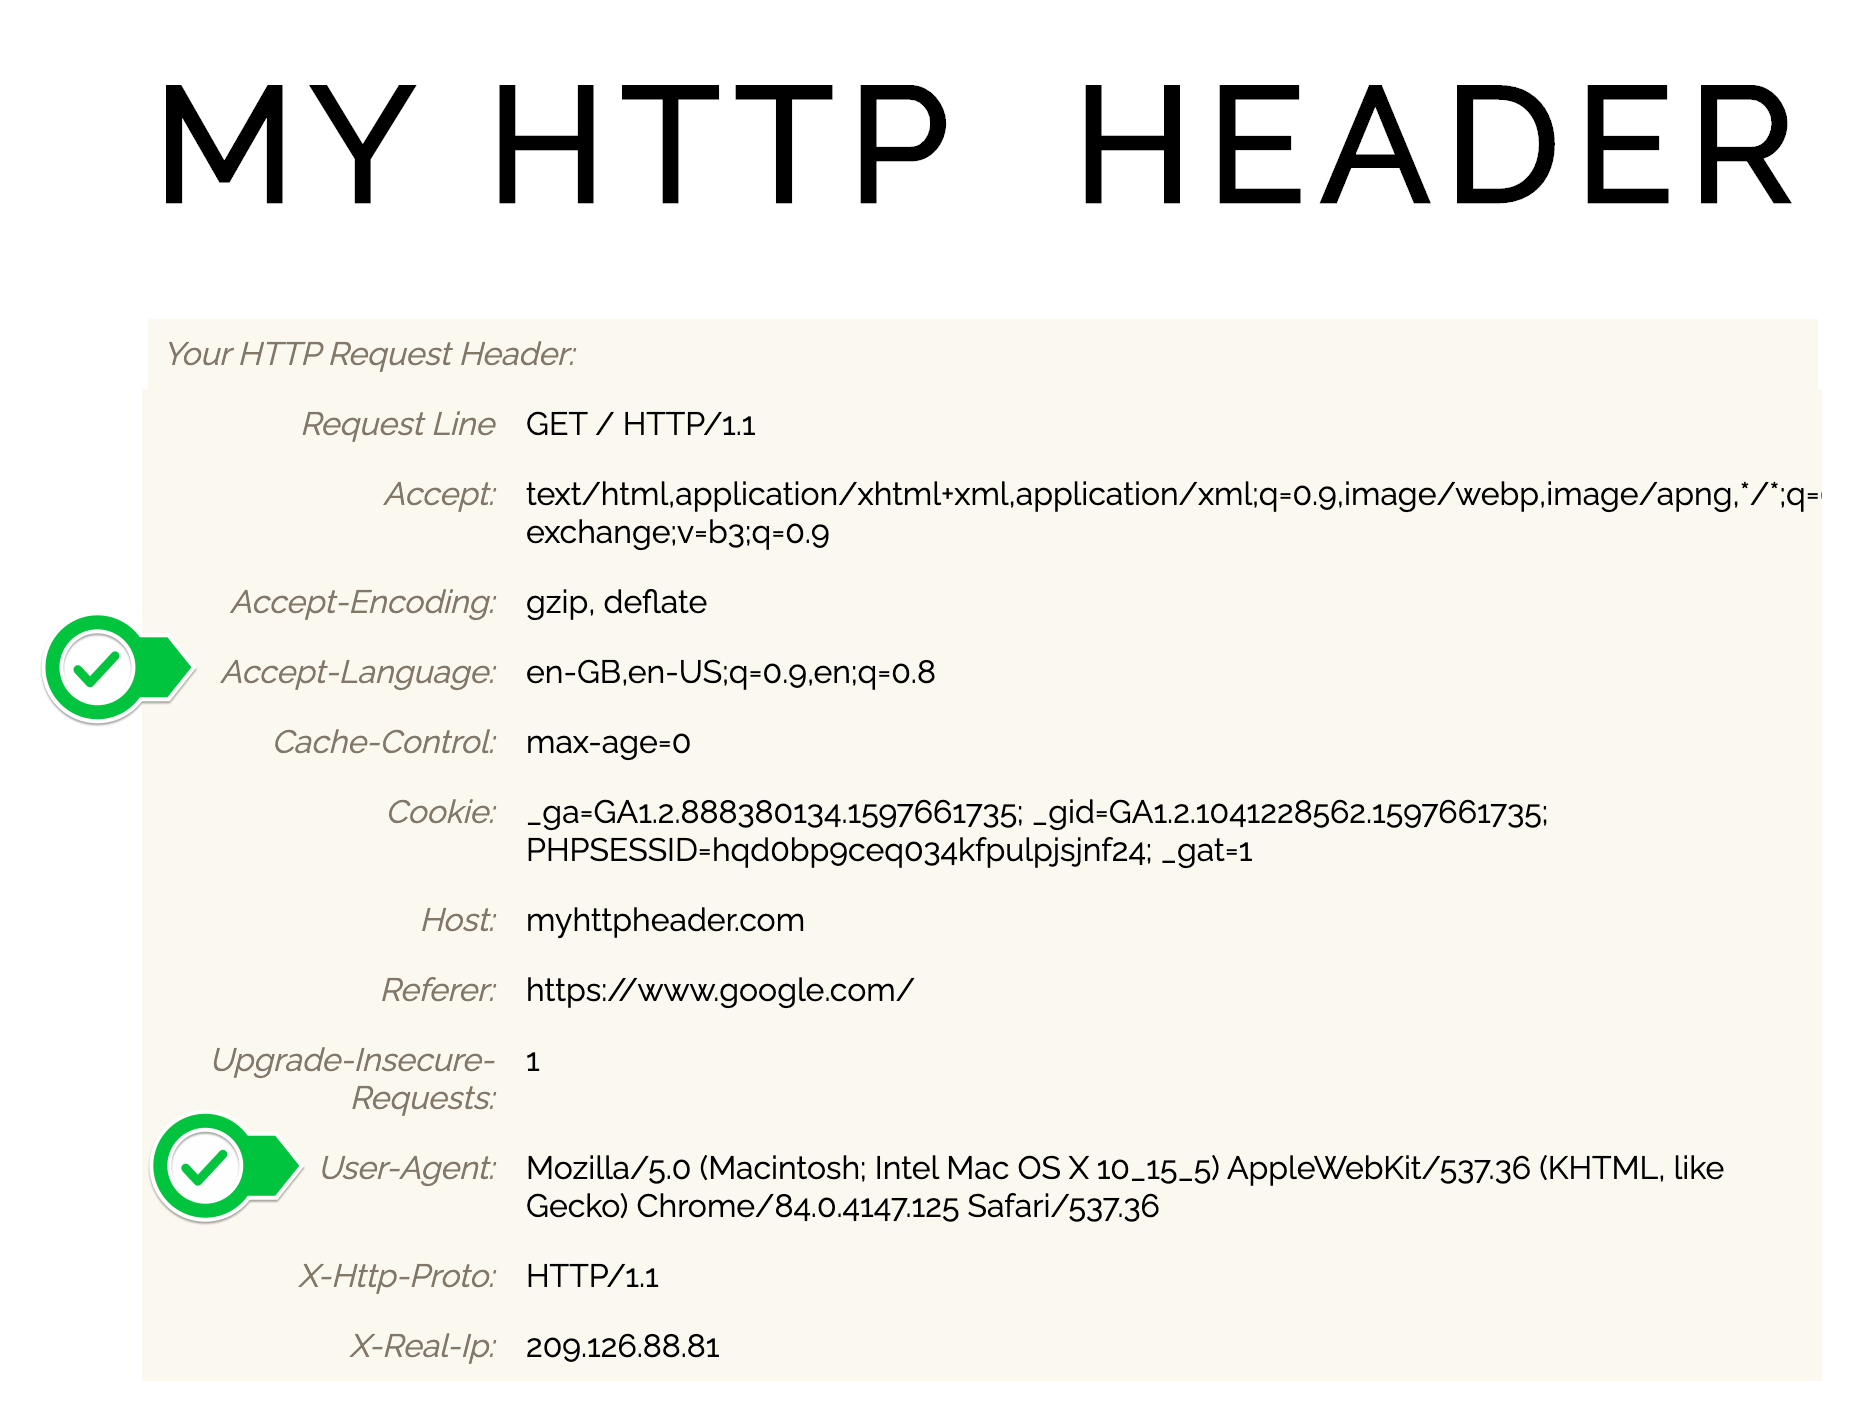 MY HTTP HEADER
Your HTTP Request Header:
Request Line GET / HTTP/1.1
Accept: text/html,application/xhtml+xml,application/xml;q=0.9,image/webp,image/apng,*/*;q=
exchange;v=b3;q=0.9
Accept-Encoding: gzip, deflate
Accept-Language: en-GB,en-US;q=0.9,en;q=0.8
Cache-Control: max-age=0
Cookie: _ga=GA1.2.888380134.1597661735; _gid=GA1.2.1041228562.1597661735;
PHPSESSID=hqd0bp9ceq034kfpulpjsjnf24; _gat=1
Host: myhttpheader.com
Referer: https://www.google.com/
Upgrade-Insecure- 1
Requests:
User-Agent: Mozilla/5.0 (Macintosh; Intel Mac OS X 10_15_5) AppleWebKit/537.36 (KHTML, like
Gecko) Chrome/84.0.4147.125 Safari/537.36
X-Http-Proto: HTTP/1.1
X-Real-Ip: 209.126.88.81